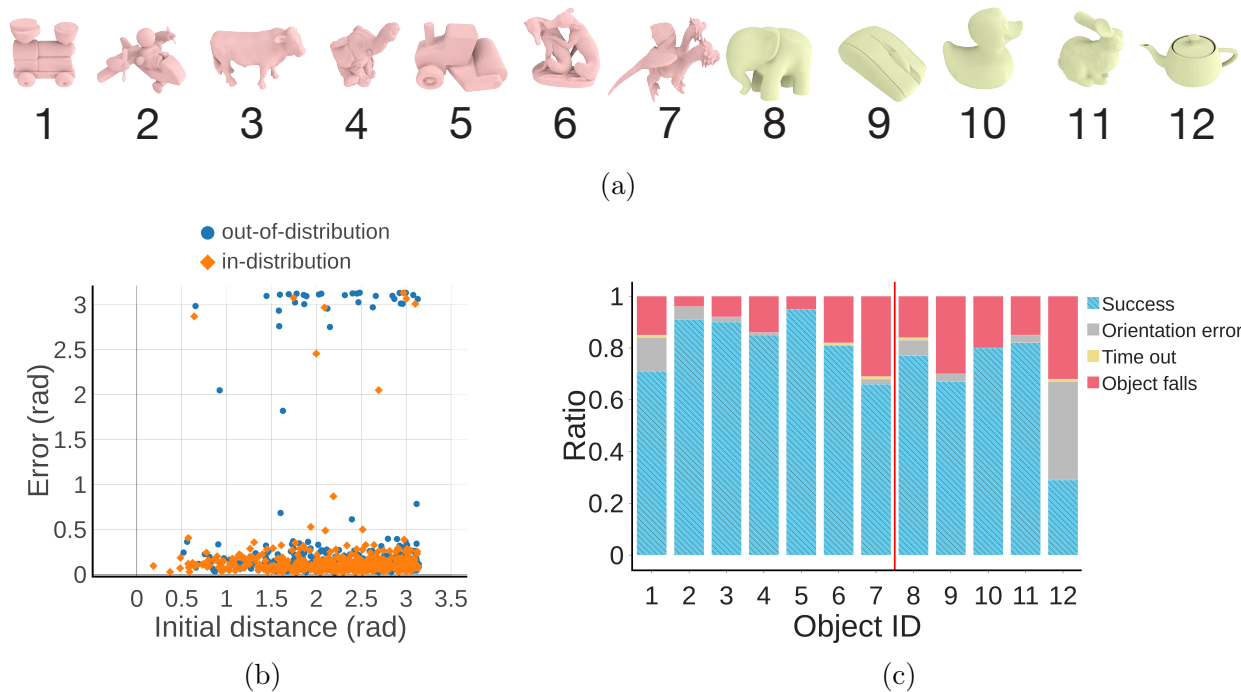 1 2 3 4 5 6 7 8 9 10 11 12
(a)
out-of-distribution
in-distribution
3
2.5
2
1.5
1
0.5
0
Error (rad)
0 0.5 1 1.5 2 2.5 3 3.5
Initial distance (rad)
(b)
1
0.8
0.6
0.4
0.2
0
Ratio
Success
Orientation error
Time out
Object falls
1 2 3 4 5 6 7 8 9 10 11 12
Object ID
(c)